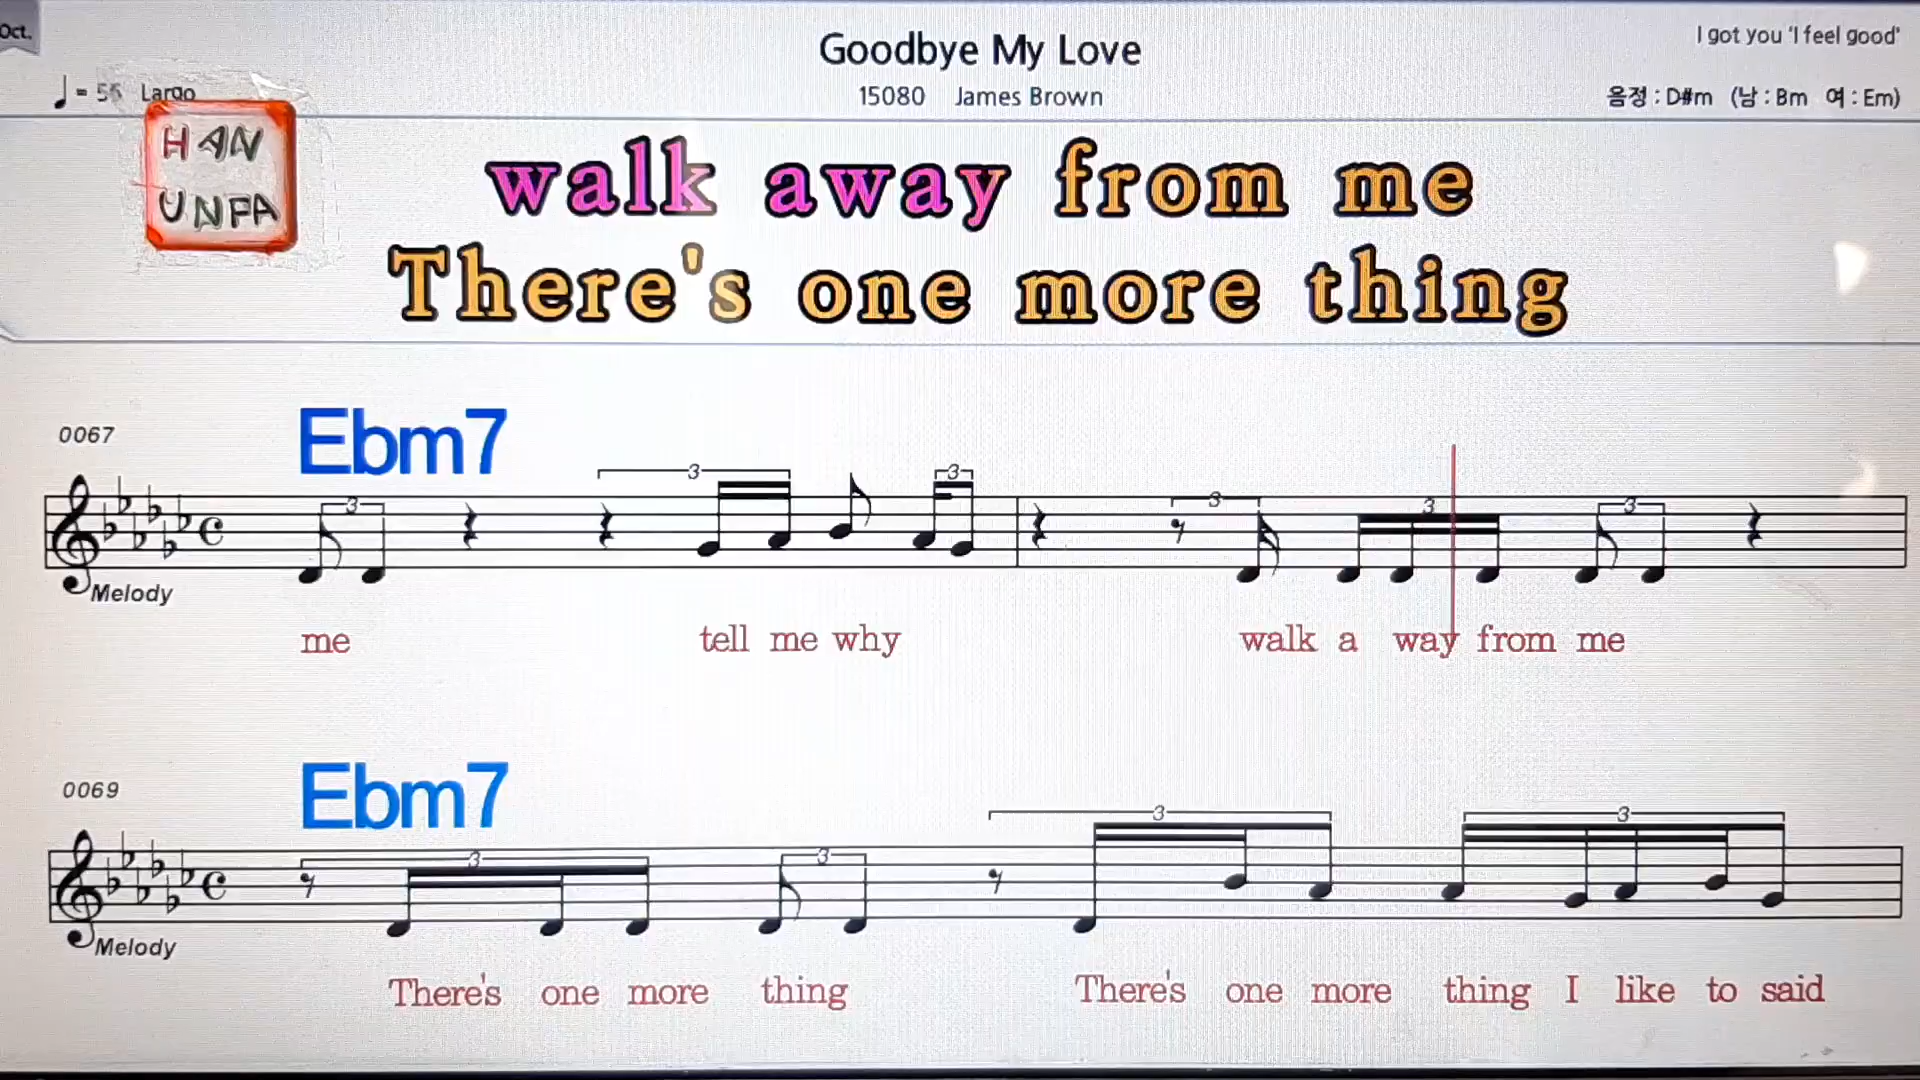 Oct.
Goodbye My Love
I got you 'I feel good'
♩ = 55 Largo
15080 James Brown
음정 : D#m (남 : Bm 여 : Em)
HAN
UNFA
walk away from me
There's one more thing
0067
Ebm7
3 3 3 3 3 3
Melody
me tell me why walk a way from me
0069
Ebm7
3 3 3 3
Melody
There's one more thing There's one more thing I like to said